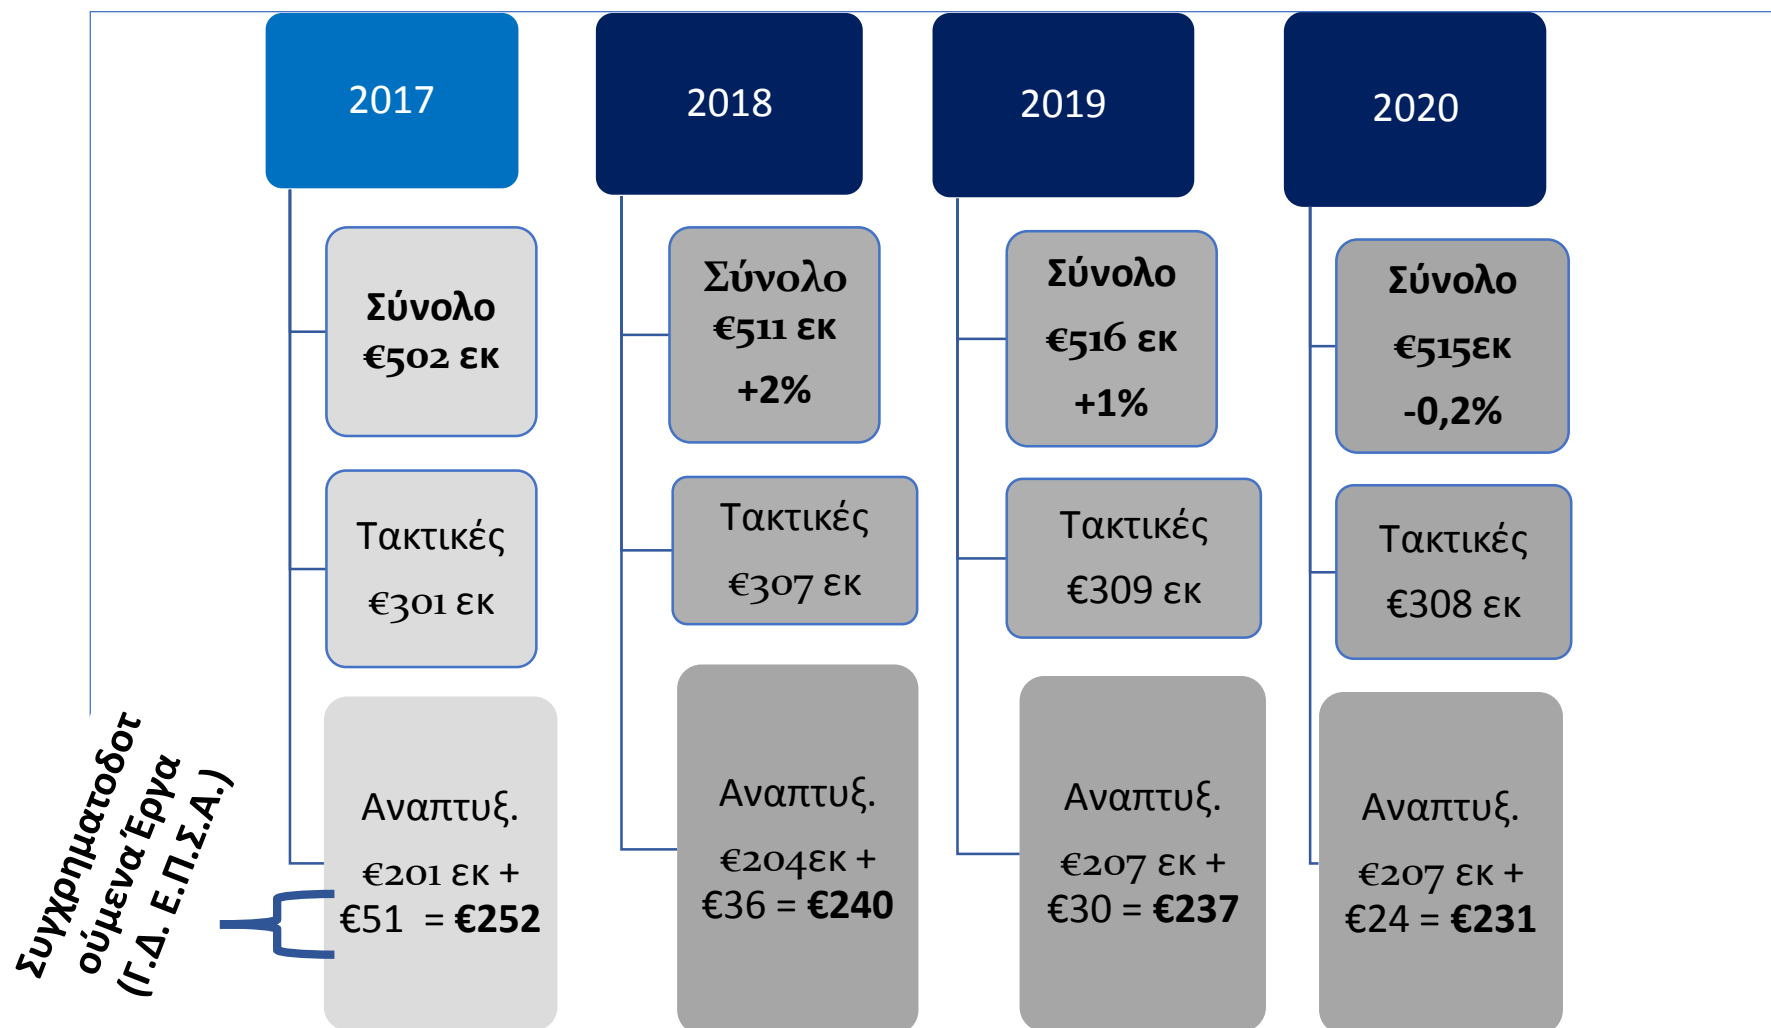 2017
Σύνολο
€502 εκ
Τακτικές
€301 εκ
Αναπτυξ.
€201 εκ +
€51 = €252
2018
Σύνολο
€511 εκ
+2%
Τακτικές
€307 εκ
Αναπτυξ.
€204εκ +
€36 = €240
2019
Σύνολο
€516 εκ
+1%
Τακτικές
€309 εκ
Αναπτυξ.
€207 εκ +
€30 = €237
2020
Σύνολο
€515εκ
-0,2%
Τακτικές
€308 εκ
Αναπτυξ.
€207 εκ +
€24 = €231
Συγχρηματοδοτ
ούμενα Έργα
(Γ.Δ. Ε.Π.Σ.Α.)